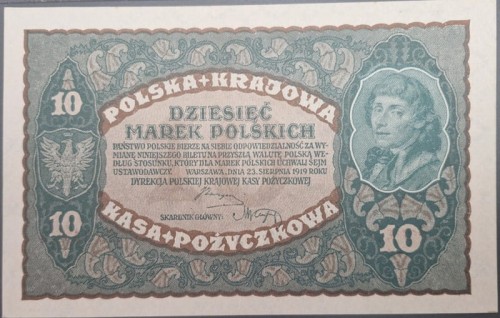 POLSKA+KRAJOWA
10
10
DZIESIĘĆ
MAREK POLSKICH
PAŃSTWO POLSKIE BIERZE NA SIEBIE ODPOWIEDZIALNOŚĆ ZA WY-
MIANĘ NINIEJSZEGO BILETU NA PRZYSZŁĄ WALUTĘ POLSKĄ WE-
DŁUG STOSUNKU, KTÓRY DLA MAREK POLSKICH UCHWALI SEJM
USTAWODAWCZY. WARSZAWA, DN. 23 SIERPNIA 1919 ROKU
DYREKCJA POLSKIEJ KRAJOWEJ KASY POŻYCZKOWEJ
SKARBNIK GŁÓWNY:
KASA+POŻYCZKOWA
10